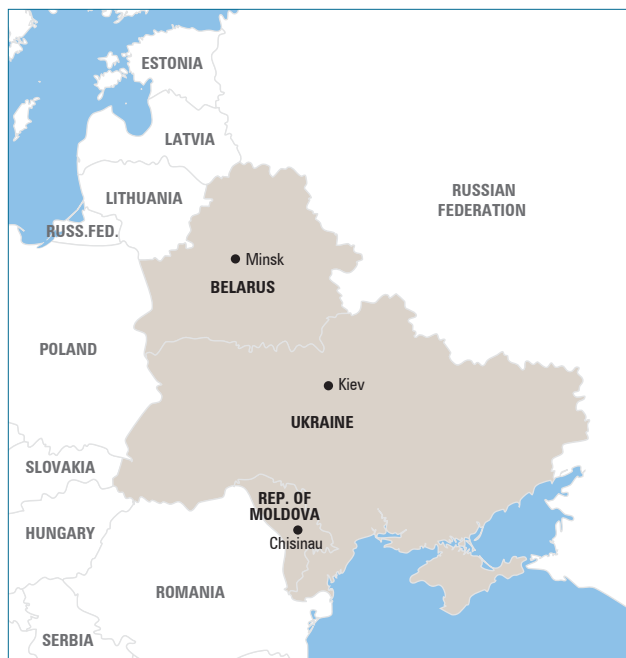 ESTONIA
LATVIA
LITHUANIA
RUSSIAN
FEDERATION
RUSS.FED.
Minsk
BELARUS
POLAND
Kiev
UKRAINE
SLOVAKIA
REP. OF
MOLDOVA
HUNGARY
Chisinau
ROMANIA
SERBIA